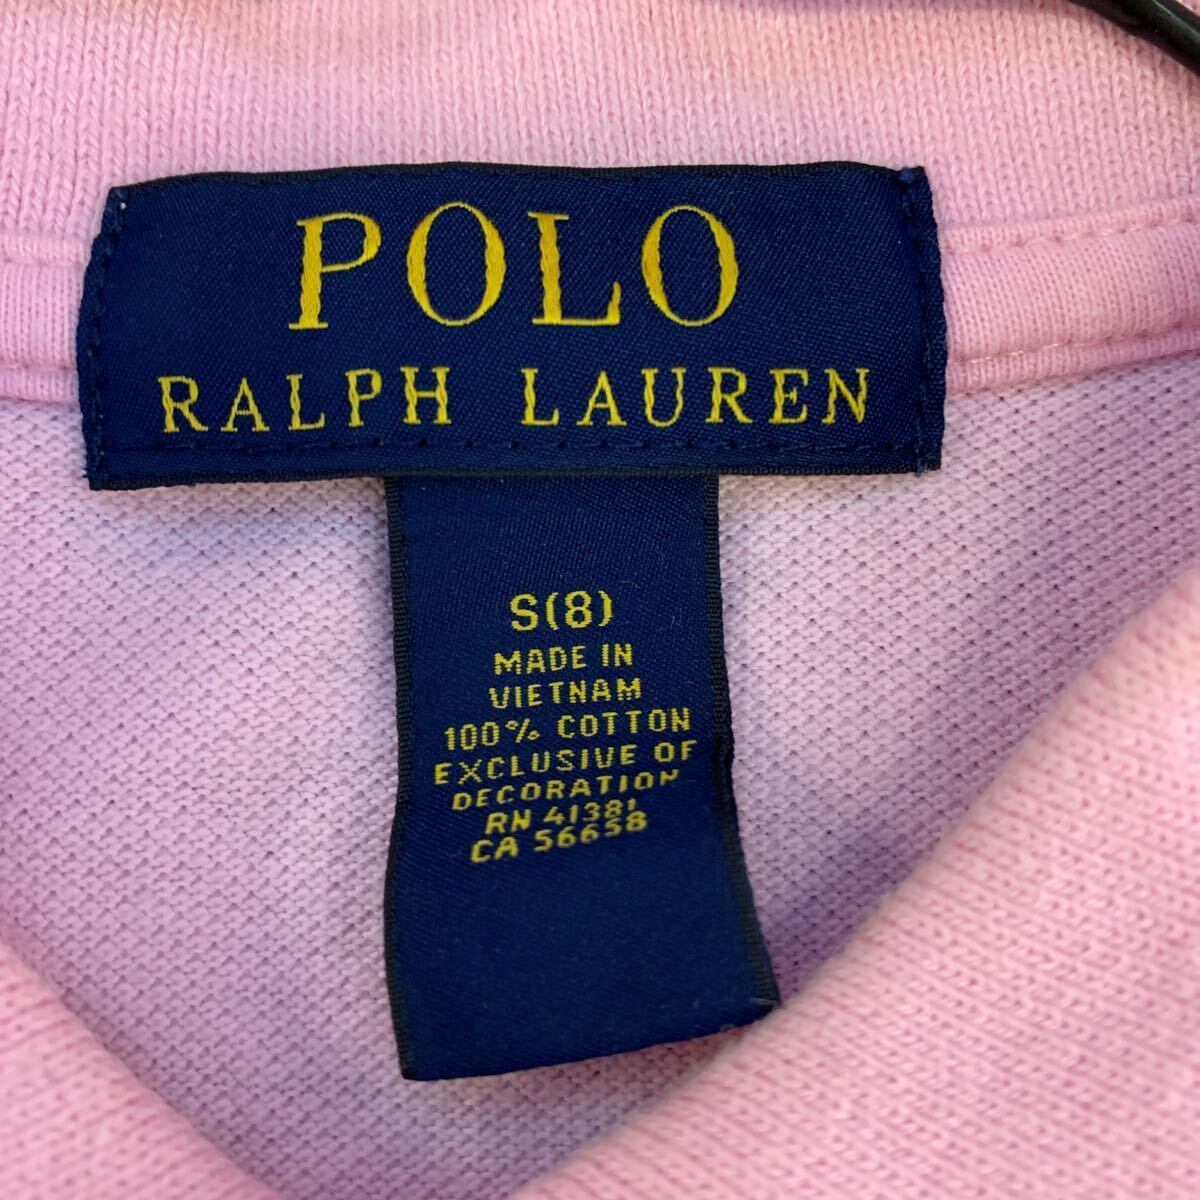 POLO
RALPH LAUREN
S(8)
MADE IN
VIETNAM
100% COTTON
EXCLUSIVE OF
DECORATION
RN 41381
CA 56658